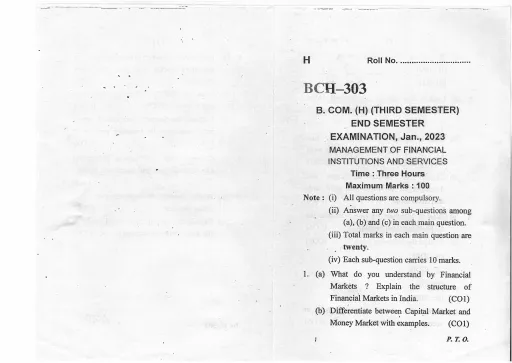 H Roll No. ...............................
BCH–303
B. COM. (H) (THIRD SEMESTER)
END SEMESTER
EXAMINATION, Jan., 2023
MANAGEMENT OF FINANCIAL
INSTITUTIONS AND SERVICES
Time : Three Hours
Maximum Marks : 100
Note : (i) All questions are compulsory.
(ii) Answer any two sub-questions among
(a), (b) and (c) in each main question.
(iii) Total marks in each main question are
twenty.
(iv) Each sub-question carries 10 marks.
1. (a) What do you understand by Financial
Markets ? Explain the structure of
Financial Markets in India. (CO1)
(b) Differentiate between Capital Market and
Money Market with examples. (CO1)
P. T. O.